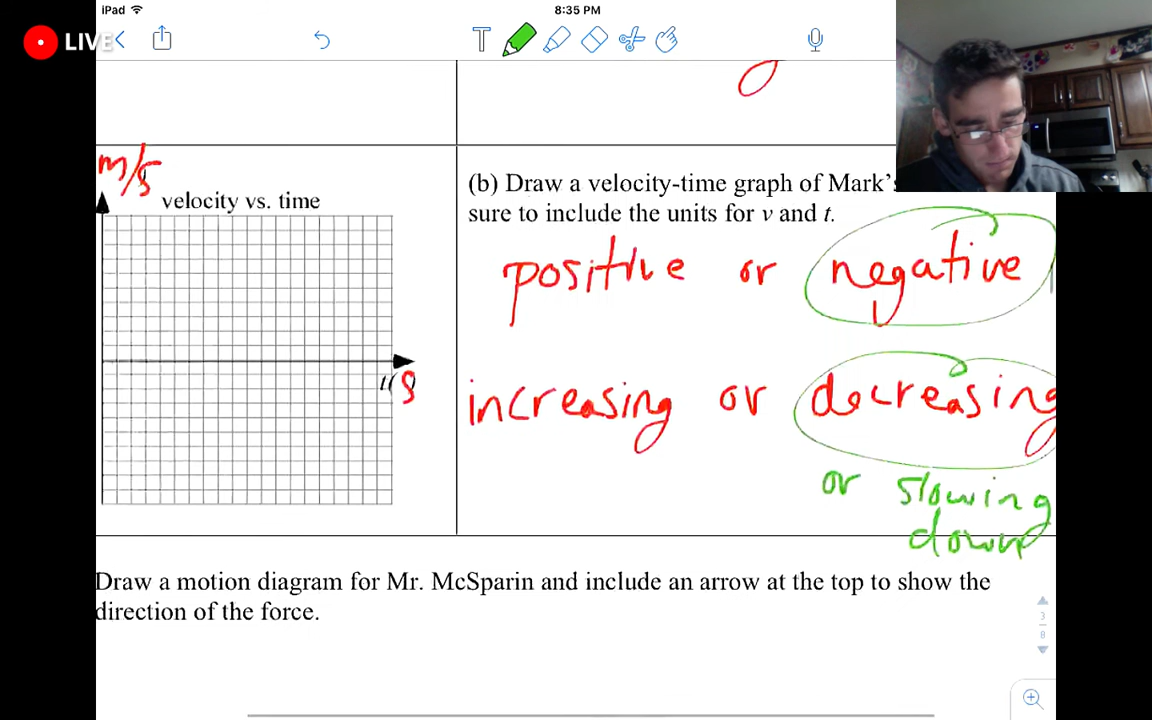 iPad
8:35 PM
LIVE
T
m/s
velocity vs. time
s
(b) Draw a velocity-time graph of Mark's
sure to include the units for v and t.
positive or negative
increasing or decreasing
or slowing
down
Draw a motion diagram for Mr. McSparin and include an arrow at the top to show the
direction of the force.
3
8